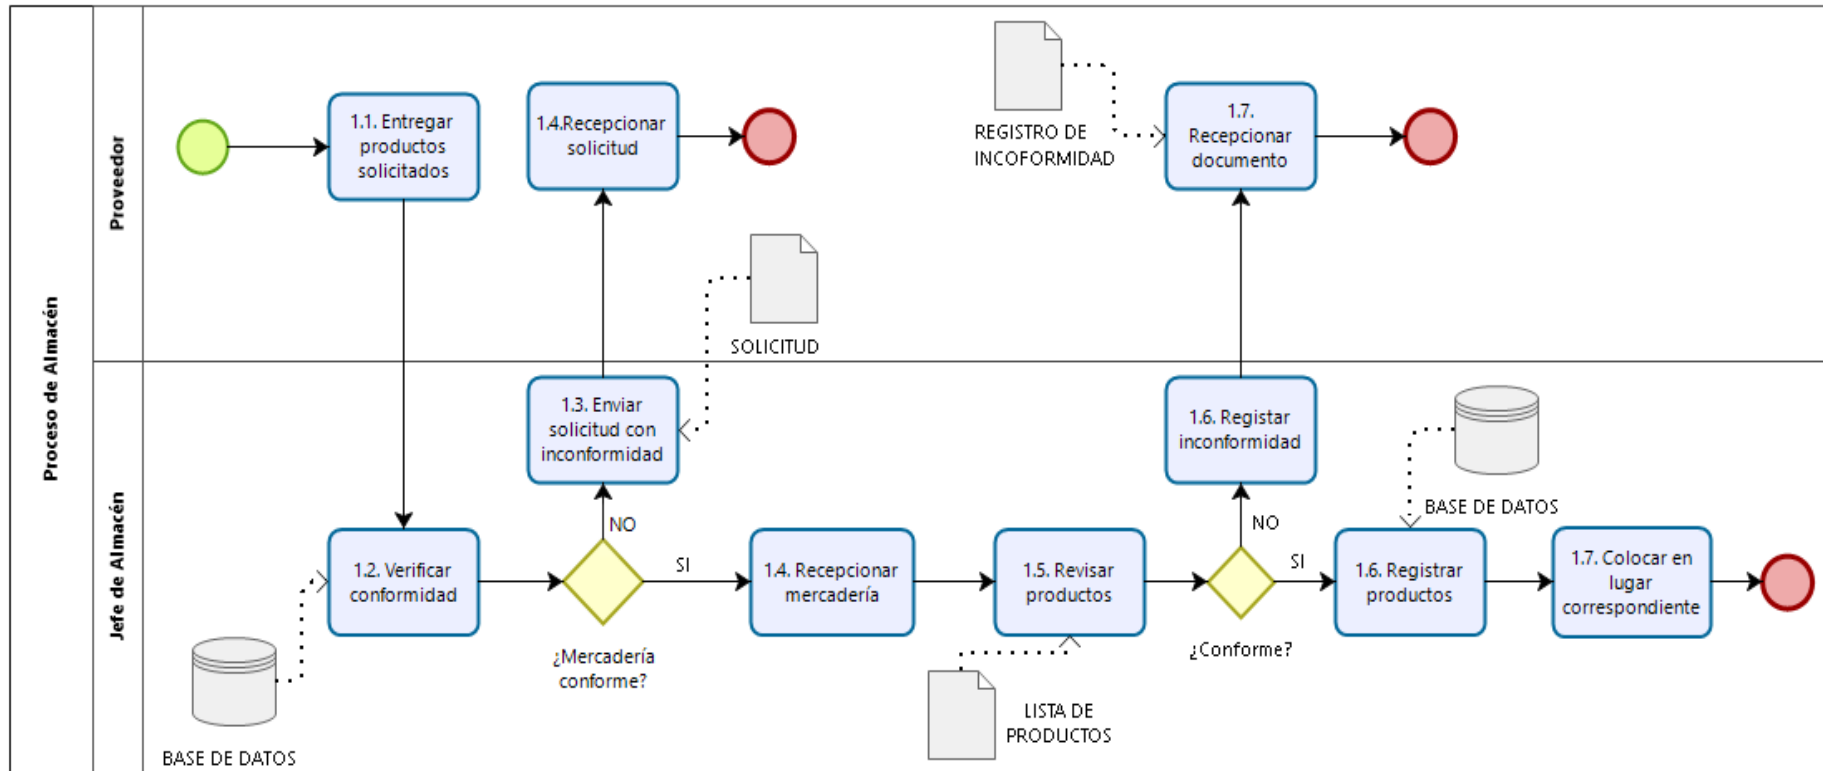 Proceso de Almacén
Proveedor
1.1. Entregar
productos
solicitados
1.4.Recepcionar
solicitud
REGISTRO DE
INCOFORMIDAD
1.7.
Recepcionar
documento
SOLICITUD
Jefe de Almacén
1.3. Enviar
solicitud con
inconformidad
1.6. Registar
inconformidad
BASE DE DATOS
NO
NO
1.2. Verificar
conformidad
SI
1.4. Recepcionar
mercadería
1.5. Revisar
productos
SI
1.6. Registrar
productos
1.7. Colocar en
lugar
correspondiente
¿Mercadería
conforme?
¿Conforme?
LISTA DE
PRODUCTOS
BASE DE DATOS